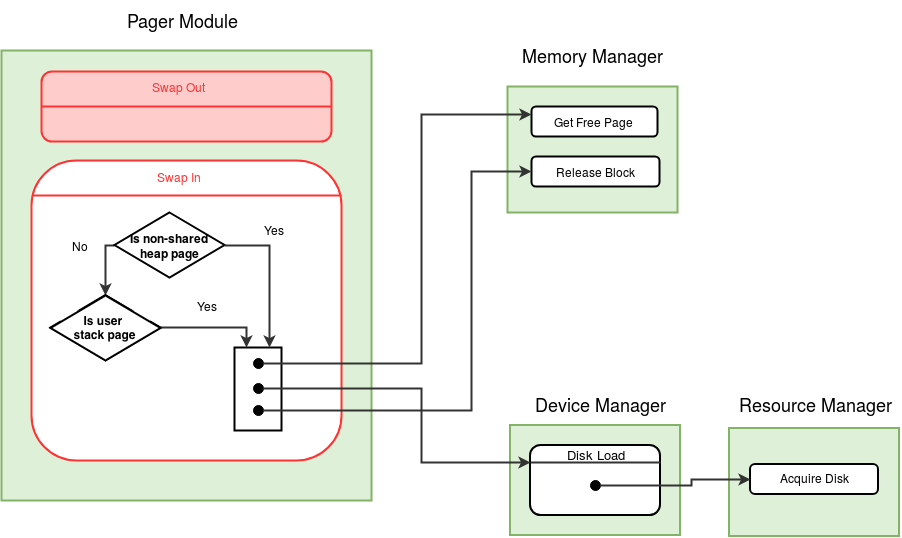 Pager Module
Swap Out
Swap In
Is non-shared
heap page
No
Yes
Is user
stack page
Yes
Memory Manager
Get Free Page
Release Block
Device Manager
Disk Load
Resource Manager
Acquire Disk